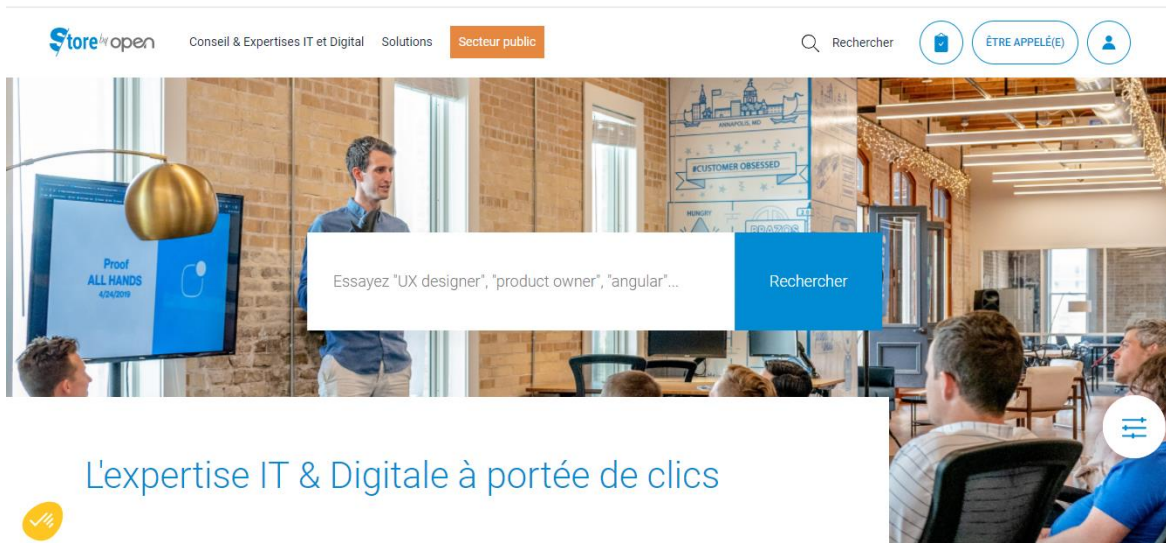 Store by open
Conseil & Expertises IT et Digital
Solutions
Secteur public
Rechercher
ÊTRE APPELÉ(E)
ANNAPOLIS, MD
#CUSTOMER OBSESSED
HUNGRY
BRAZOS
Proof
ALL HANDS
4/24/2019
Essayez "UX designer", "product owner", "angular"...
Rechercher
L'expertise IT & Digitale à portée de clics